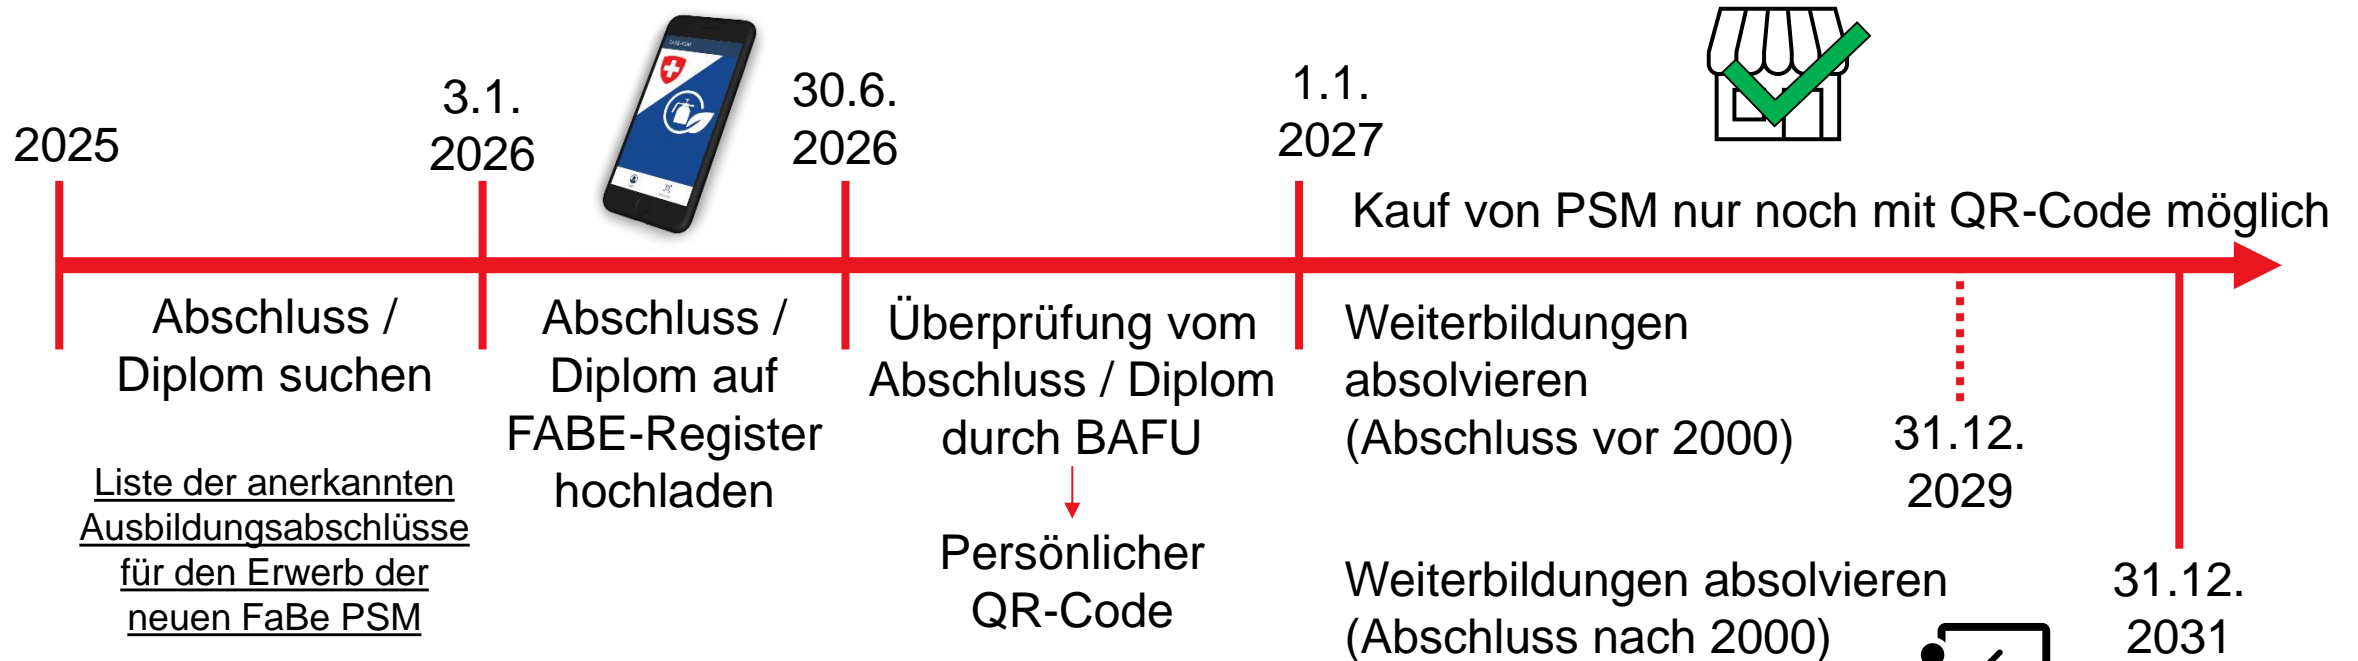 2025
3.1.
2026
FaBe-PSM
30.6.
2026
1.1.
2027
Kauf von PSM nur noch mit QR-Code möglich
Abschluss /
Diplom suchen
Liste der anerkannten
Ausbildungsabschlüsse
für den Erwerb der
neuen FaBe PSM
Abschluss /
Diplom auf
FABE-Register
hochladen
Überprüfung vom
Abschluss / Diplom
durch BAFU
Persönlicher
QR-Code
Weiterbildungen
absolvieren
(Abschluss vor 2000)
31.12.
2029
Weiterbildungen absolvieren
(Abschluss nach 2000)
31.12.
2031